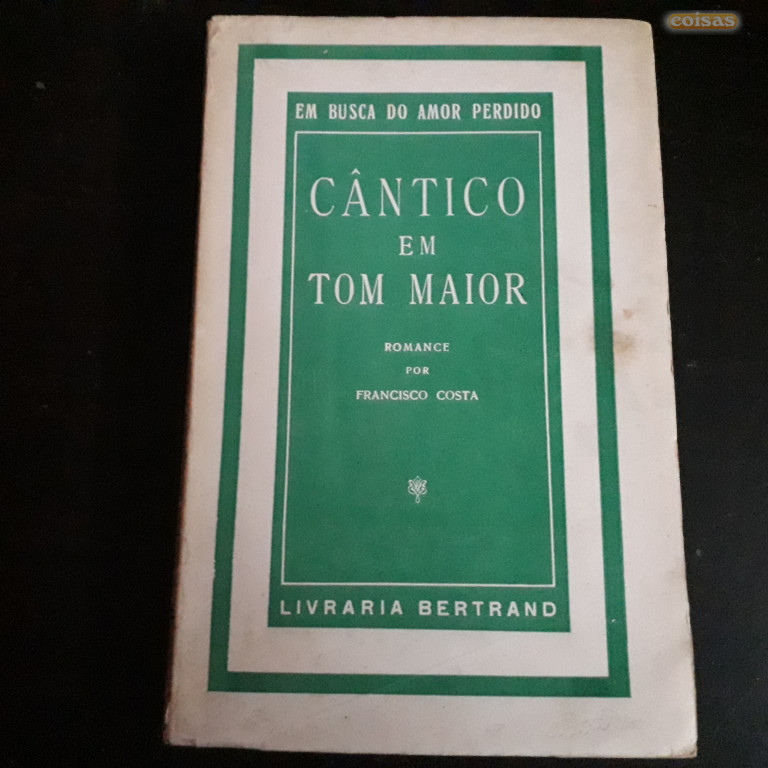 coisas
EM BUSCA DO AMOR PERDIDO
CÂNTICO
EM
TOM MAIOR
ROMANCE
POR
FRANCISCO COSTA
LIVRARIA BERTRAND